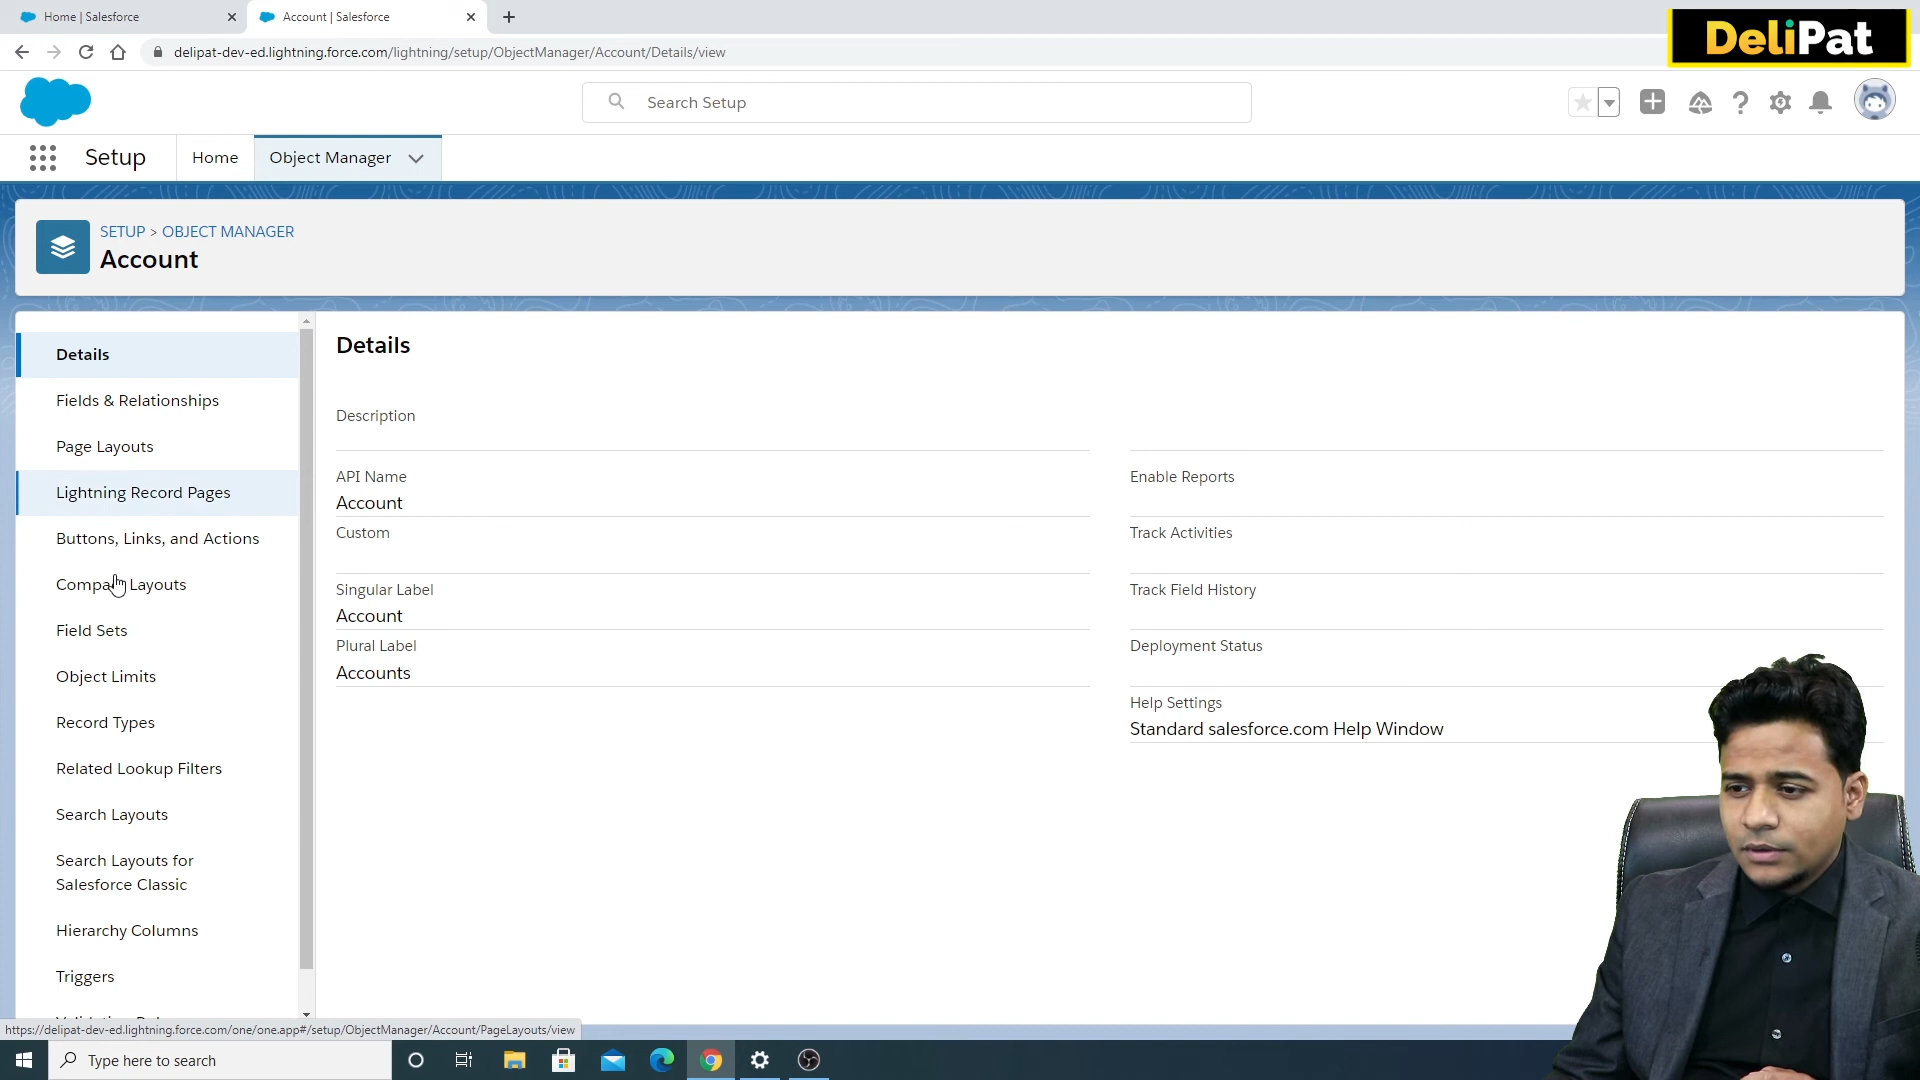 Home | Salesforce
Account | Salesforce
delipat-dev-ed.lightning.force.com/lightning/setup/ObjectManager/Account/Details/view
DeliPat
Search Setup
Setup
Home
Object Manager
SETUP > OBJECT MANAGER
Account
Details
Fields & Relationships
Page Layouts
Lightning Record Pages
Buttons, Links, and Actions
Compact Layouts
Field Sets
Object Limits
Record Types
Related Lookup Filters
Search Layouts
Search Layouts for
Salesforce Classic
Hierarchy Columns
Triggers
Details
Description
API Name
Account
Custom
Singular Label
Account
Plural Label
Accounts
Enable Reports
Track Activities
Track Field History
Deployment Status
Help Settings
Standard salesforce.com Help Window
https://delipat-dev-ed.lightning.force.com/one/one.app#/setup/ObjectManager/Account/PageLayouts/view
Type here to search